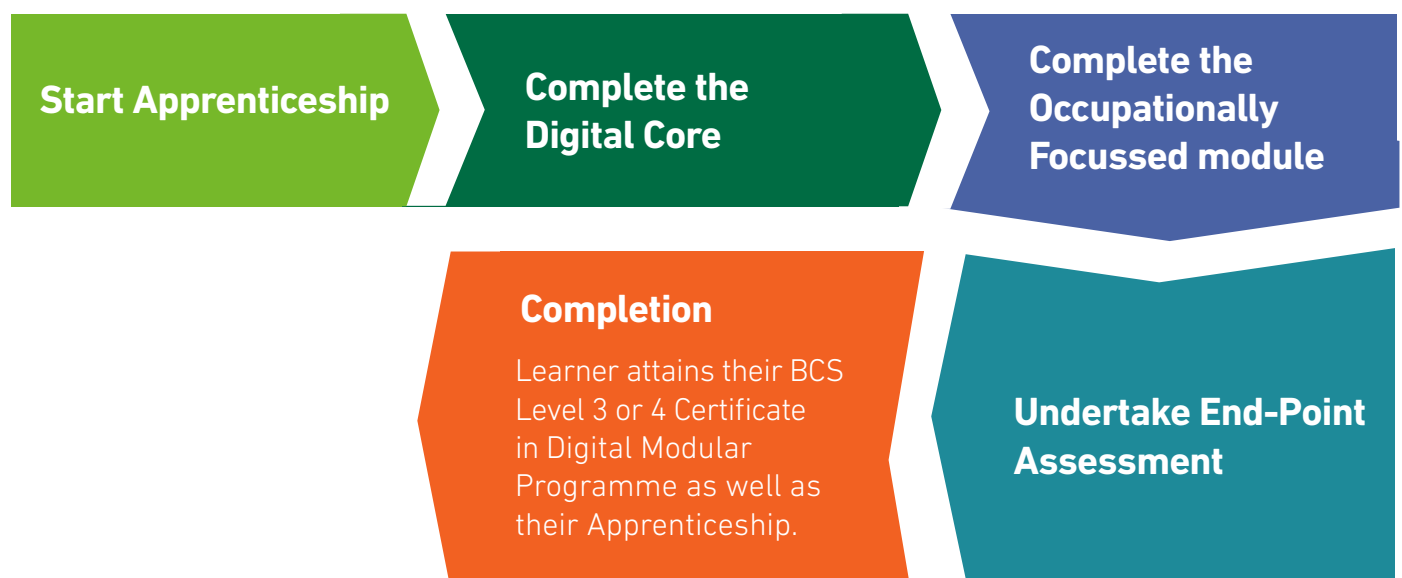 Start Apprenticeship
Complete the
Digital Core
Complete the
Occupationally
Focussed module
Undertake End-Point
Assessment
Completion
Learner attains their BCS
Level 3 or 4 Certificate
in Digital Modular
Programme as well as
their Apprenticeship.